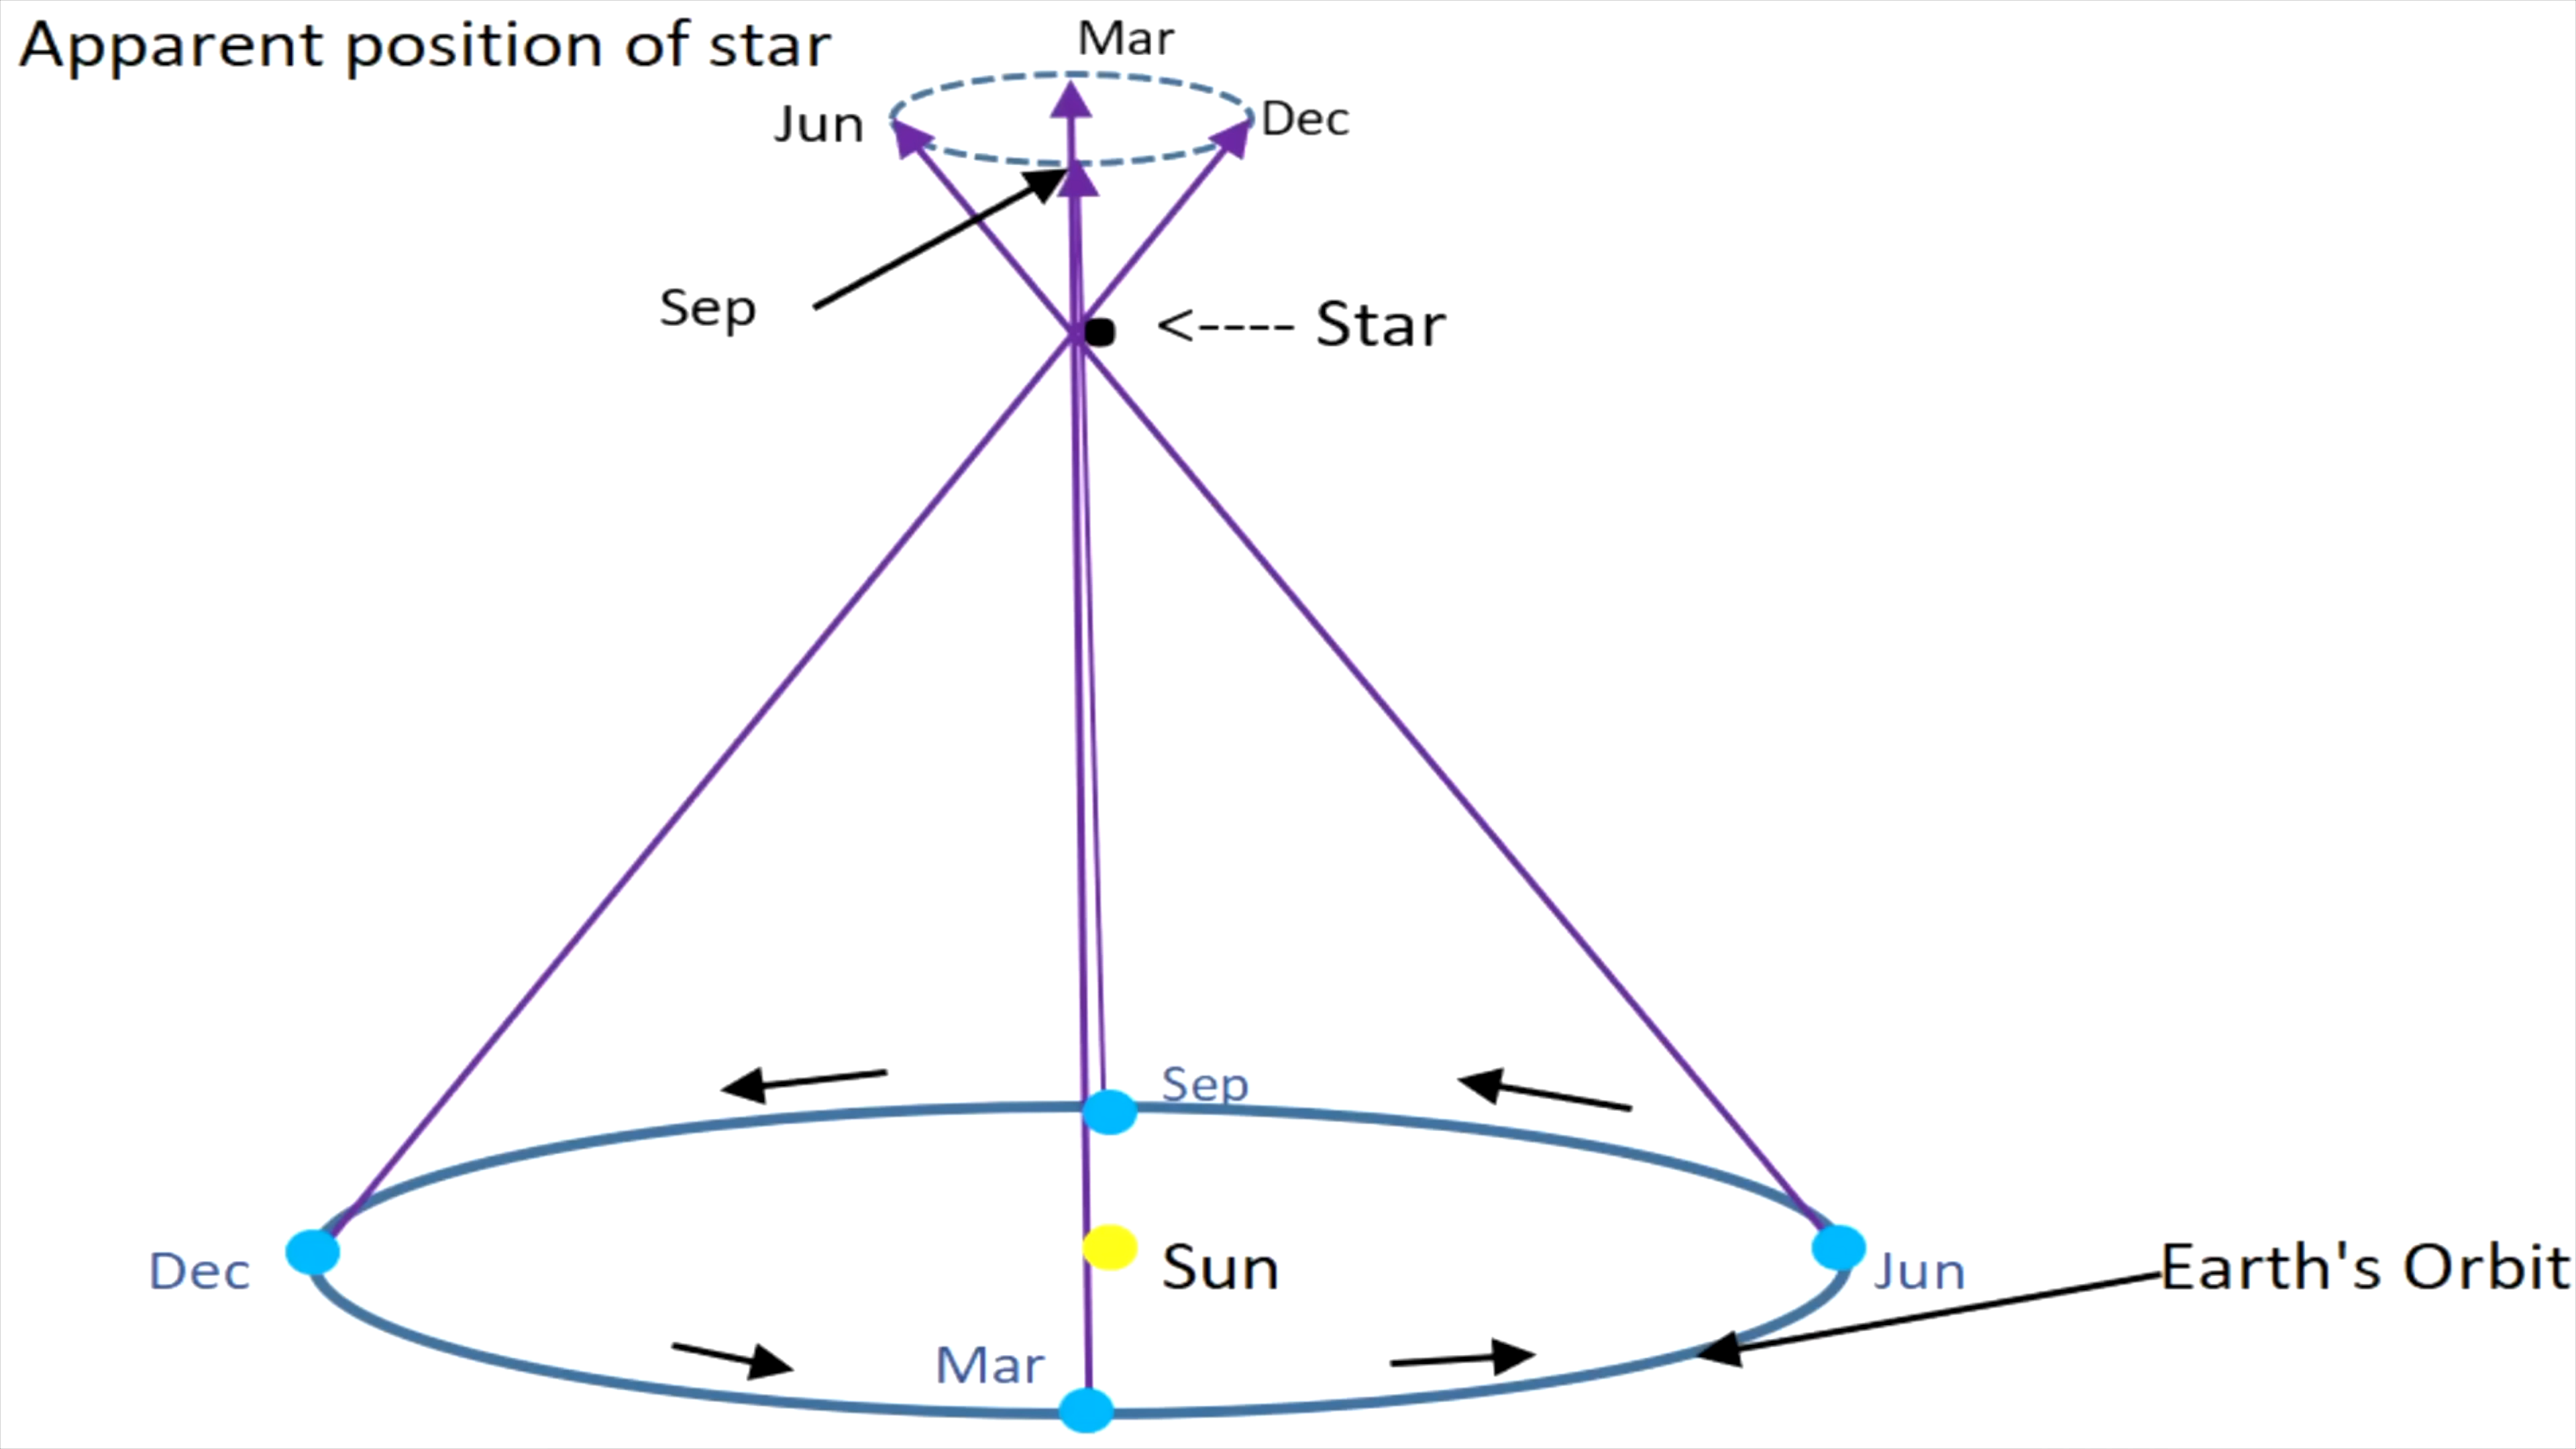 Apparent position of star
Mar
Jun
Dec
Sep
<---- Star
Sep
Dec
Sun
Jun
Earth's Orbit
Mar